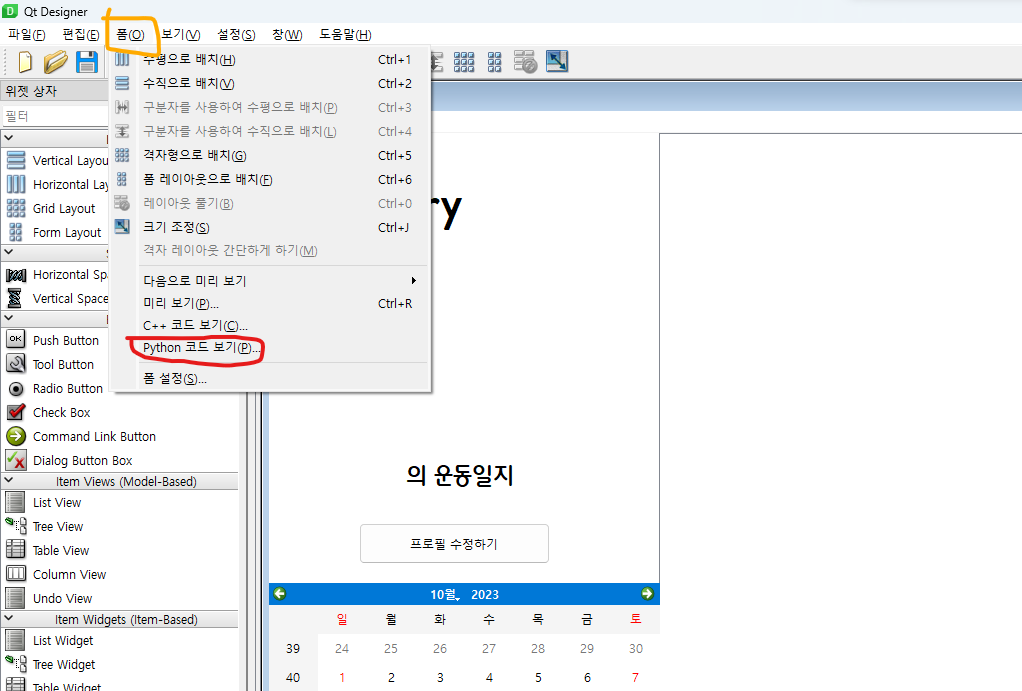 Qt Designer
파일(F) 편집(E) 폼(O) 보기(V) 설정(S) 창(W) 도움말(H)
수평으로 배치(H) Ctrl+1
수직으로 배치(V) Ctrl+2
구분자를 사용하여 수평으로 배치(P) Ctrl+3
구분자를 사용하여 수직으로 배치(L) Ctrl+4
격자형으로 배치(G) Ctrl+5
폼 레이아웃으로 배치(F) Ctrl+6
레이아웃 풀기(B) Ctrl+0
크기 조정(S) Ctrl+J
격자 레이아웃 간단하게 하기(M)
다음으로 미리 보기
미리 보기(P)... Ctrl+R
C++ 코드 보기(C)...
Python 코드 보기(P)...
폼 설정(S)...
위젯 상자
필터
Vertical Layou
Horizontal Lay
Grid Layout
Form Layout
Horizontal Spa
Vertical Space
OK
Push Button
Tool Button
Radio Button
Check Box
Command Link Button
Dialog Button Box
Item Views (Model-Based)
List View
Tree View
Table View
Column View
Undo View
Item Widgets (Item-Based)
List Widget
Tree Widget
Table Widget
ry
의 운동일지
프로필 수정하기
10월, 2023
일 월 화 수 목 금 토
39 24 25 26 27 28 29 30
40 1 2 3 4 5 6 7